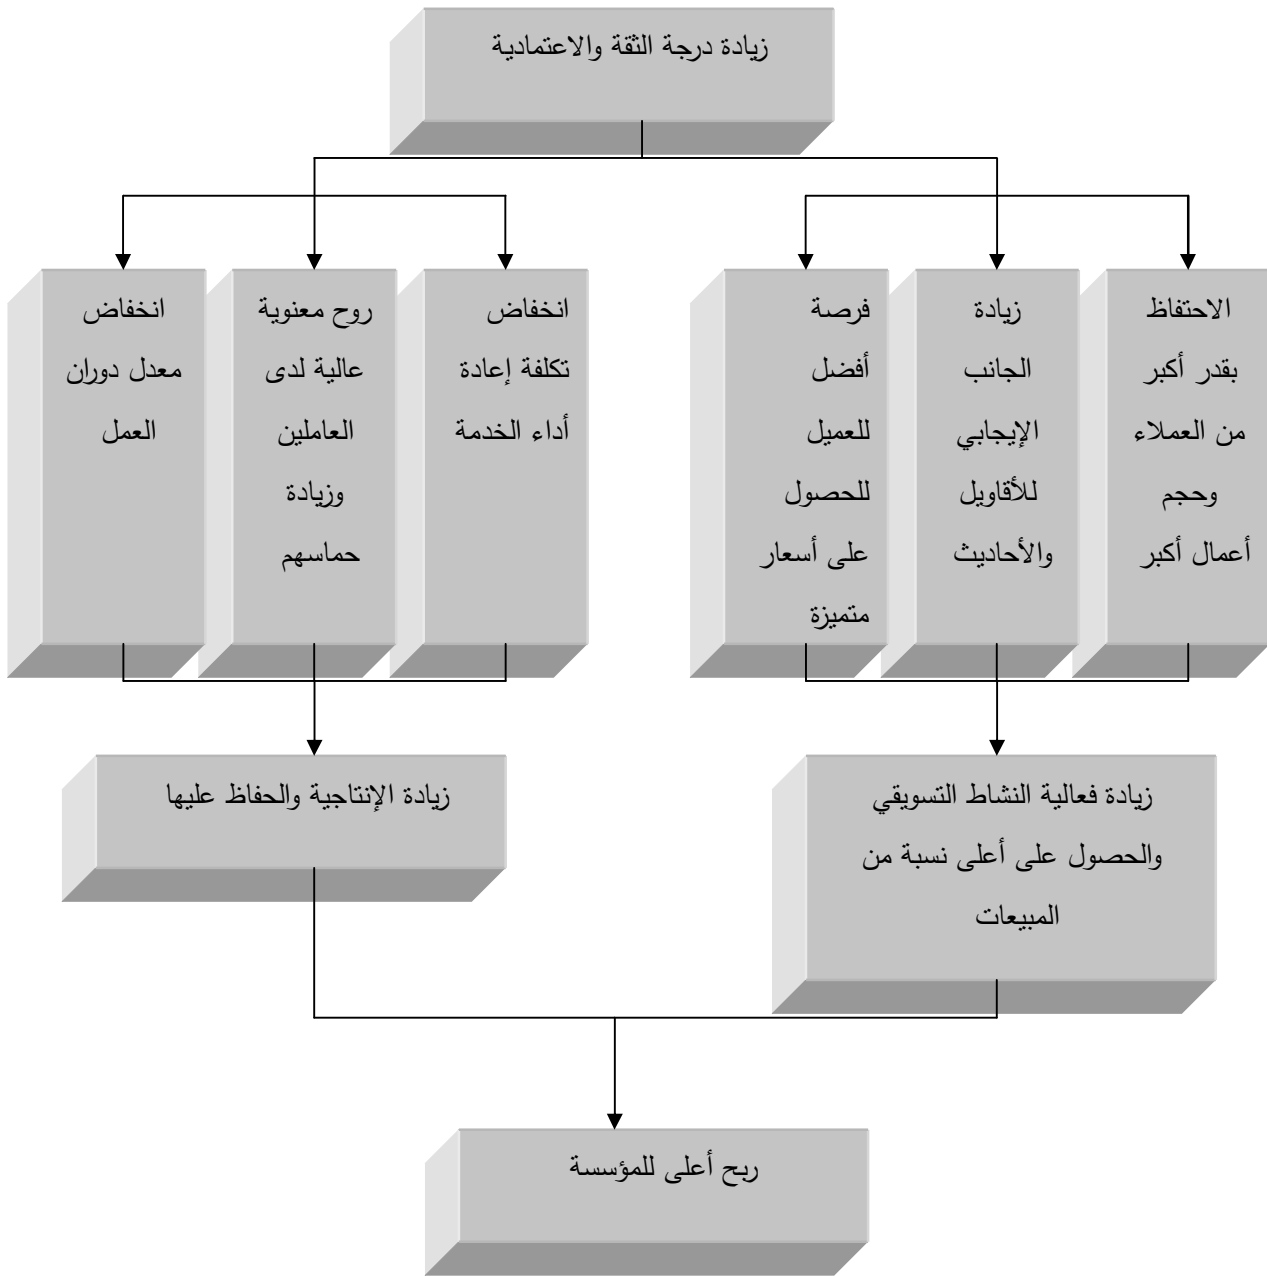 زيادة درجة الثقة والاعتمادية
الاحتفاظ
بقدر أكبر
من العملاء
وحجم
أعمال أكبر
زيادة
الجانب
الإيجابي
للأقاويل
والأحاديث
فرصة
أفضل
للعميل
للحصول
على أسعار
متميزة
انخفاض
تكلفة إعادة
أداء الخدمة
روح معنوية
عالية لدى
العاملين
وزيادة
حماسهم
انخفاض
معدل دوران
العمل
زيادة فعالية النشاط التسويقي
والحصول على أعلى نسبة من
المبيعات
زيادة الإنتاجية والحفاظ عليها
ربح أعلى للمؤسسة